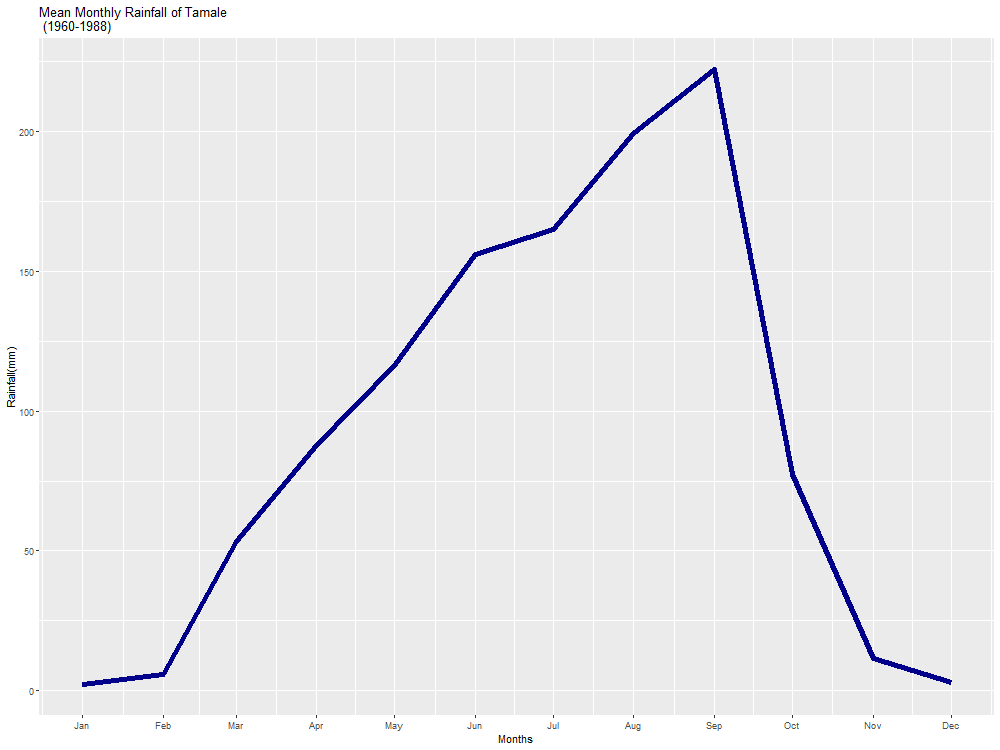 Mean Monthly Rainfall of Tamale
(1960-1988)
200
150
100
50
0
Rainfall(mm)
Jan Feb Mar Apr May Jun Jul Aug Sep Oct Nov Dec
Months